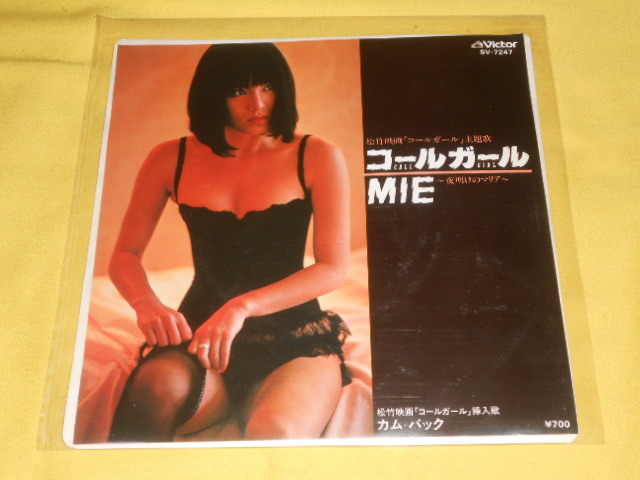 Victor
SV-7247
松竹映画「コールガール」主題歌
コールガール
CALL GIRL
〜夜明けのマリア〜
MIE
松竹映画「コールガール」挿入歌
カム・バック
¥700